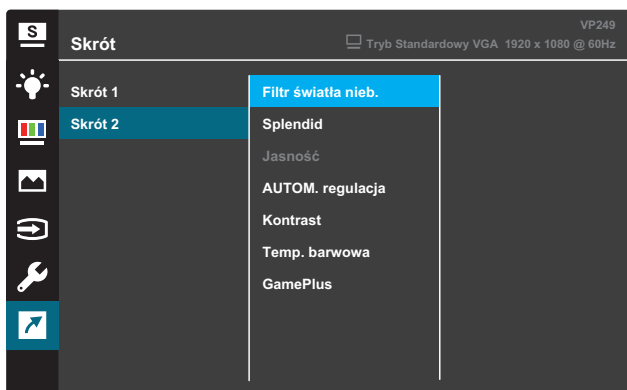 S
VP249
Skrót
Tryb Standardowy VGA 1920 x 1080 @ 60Hz
Skrót 1
Skrót 2
Filtr światła nieb.
Splendid
Jasność
AUTOM. regulacja
Kontrast
Temp. barwowa
GamePlus